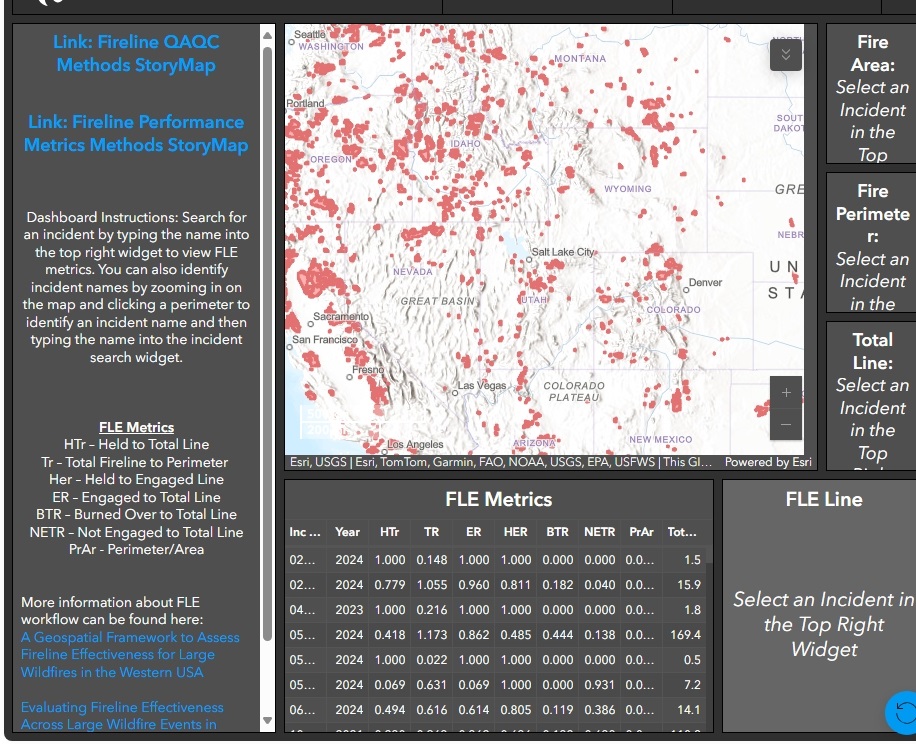 Link: Fireline QAQC
Methods StoryMap
Link: Fireline Performance
Metrics Methods StoryMap
Dashboard Instructions: Search for
an incident by typing the name into
the top right widget to view FLE
metrics. You can also identify
incident names by zooming in on
the map and clicking a perimeter to
identify an incident name and then
typing the name into the incident
search widget.
FLE Metrics
HTr – Held to Total Line
Tr – Total Fireline to Perimeter
Her – Held to Engaged Line
ER – Engaged to Total Line
BTR – Burned Over to Total Line
NETR – Not Engaged to Total Line
PrAr - Perimeter/Area
More information about FLE
workflow can be found here:
A Geospatial Framework to Assess
Fireline Effectiveness for Large
Wildfires in the Western USA
Evaluating Fireline Effectiveness
Across Large Wildfire Events in
Seattle
WASHINGTON
MONTANA
NORTH
Portland
SOUT
DAKOT
OREGON
IDAHO
WYOMING
GRE
NEBR
Salt Lake City
UN
NEVADA
Denver
STA
GREAT BASIN
UTAH
COLORADO
Sacramento
San Francisco
Fresno
Las Vegas
COLORADO
PLATEAU
Los Angeles
ARIZONA
NEW MEXICO
+
−
Esri, USGS | Esri, TomTom, Garmin, FAO, NOAA, USGS, EPA, USFWS | This GI... Powered by Esri
Fire
Area:
Select an
Incident
in the
Top
Fire
Perimete
r:
Select an
Incident
in the
Total
Line:
Select an
Incident
in the
Top
FLE Metrics
Inc ... Year HTr TR ER HER BTR NETR PrAr Tot...
02... 2024 1.000 0.148 1.000 1.000 0.000 0.000 0.0... 1.5
02... 2024 0.779 1.055 0.960 0.811 0.182 0.040 0.0... 15.9
04... 2023 1.000 0.216 1.000 1.000 0.000 0.000 0.0... 1.8
05... 2024 0.418 1.173 0.862 0.485 0.444 0.138 0.0... 169.4
05... 2024 1.000 0.022 1.000 1.000 0.000 0.000 0.0... 0.5
05... 2024 0.069 0.631 0.069 1.000 0.000 0.931 0.0... 7.2
06... 2024 0.494 0.616 0.614 0.805 0.119 0.386 0.0... 14.1
FLE Line
Select an Incident in
the Top Right
Widget